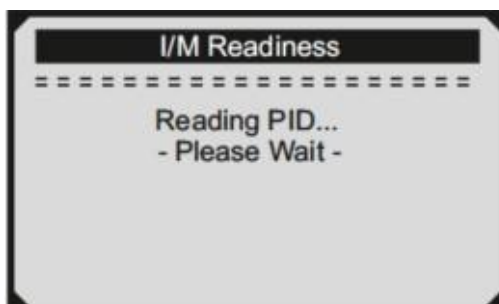 I/M Readiness
= = = = = = = = = = = = = = = = = = = =
Reading PID...
- Please Wait -